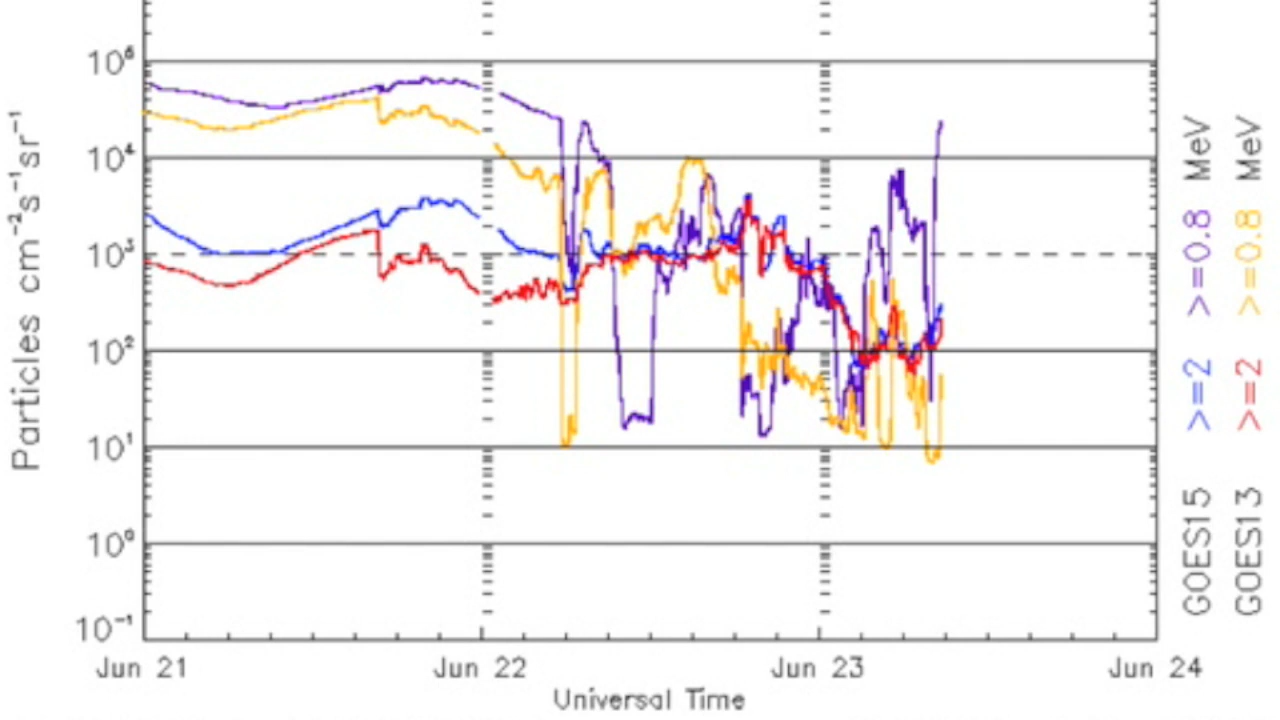 Particles cm⁻²s⁻¹sr⁻¹
10⁴
10³
10²
10¹
10⁰
10⁻¹
Jun 21 Jun 22 Jun 23 Jun 24
Universal Time
GOES15 >=2 >=0.8 MeV
GOES13 >=2 >=0.8 MeV